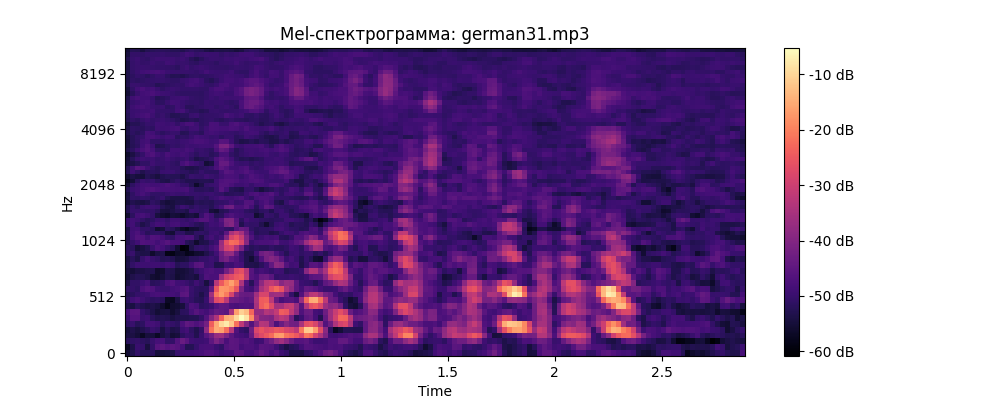 Mel-спектрограмма: german31.mp3
8192
4096
2048
1024
512
0
Hz
0 0.5 1 1.5 2 2.5
Time
-10 dB
-20 dB
-30 dB
-40 dB
-50 dB
-60 dB